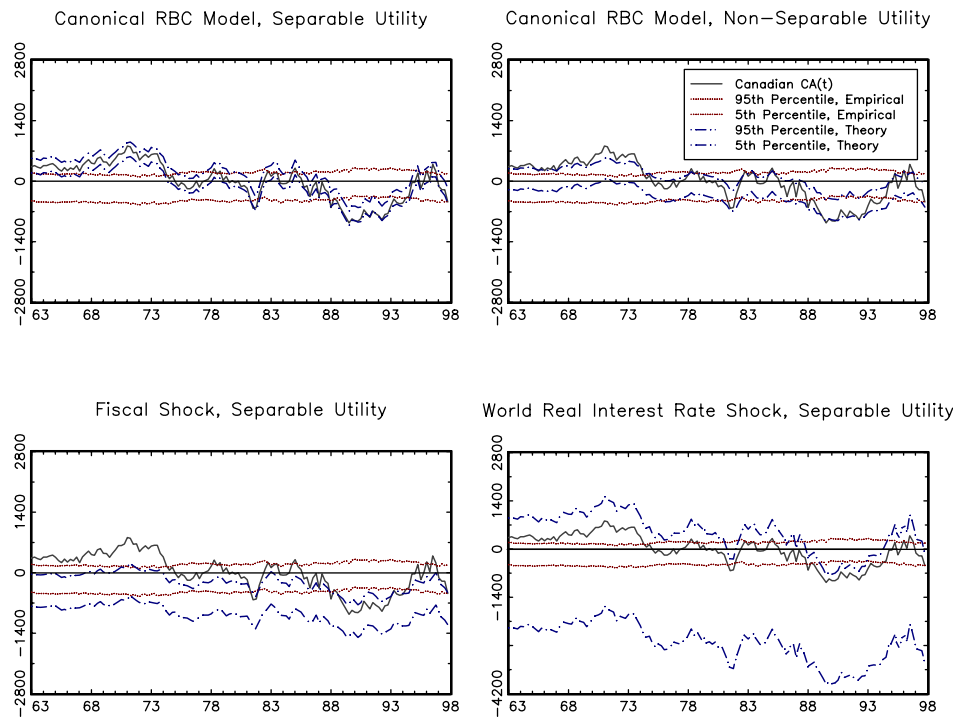 Canonical RBC Model, Separable Utility
2800
1400
0
−1400
−2800
63 68 73 78 83 88 93 98
Canonical RBC Model, Non−Separable Utility
2800
1400
0
−1400
−2800
Canadian CA(t)
95th Percentile, Empirical
5th Percentile, Empirical
95th Percentile, Theory
5th Percentile, Theory
63 68 73 78 83 88 93 98
Fiscal Shock, Separable Utility
2800
1400
0
−1400
−2800
63 68 73 78 83 88 93 98
World Real Interest Rate Shock, Separable Utility
2800
1400
0
−1400
−4200
63 68 73 78 83 88 93 98